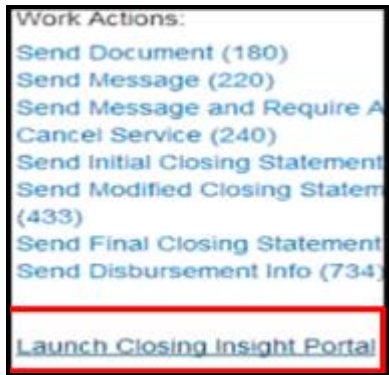 Work Actions:
Send Document (180)
Send Message (220)
Send Message and Require A
Cancel Service (240)
Send Initial Closing Statement
Send Modified Closing Statem
(433)
Send Final Closing Statement
Send Disbursement Info (734)
Launch Closing Insight Portal